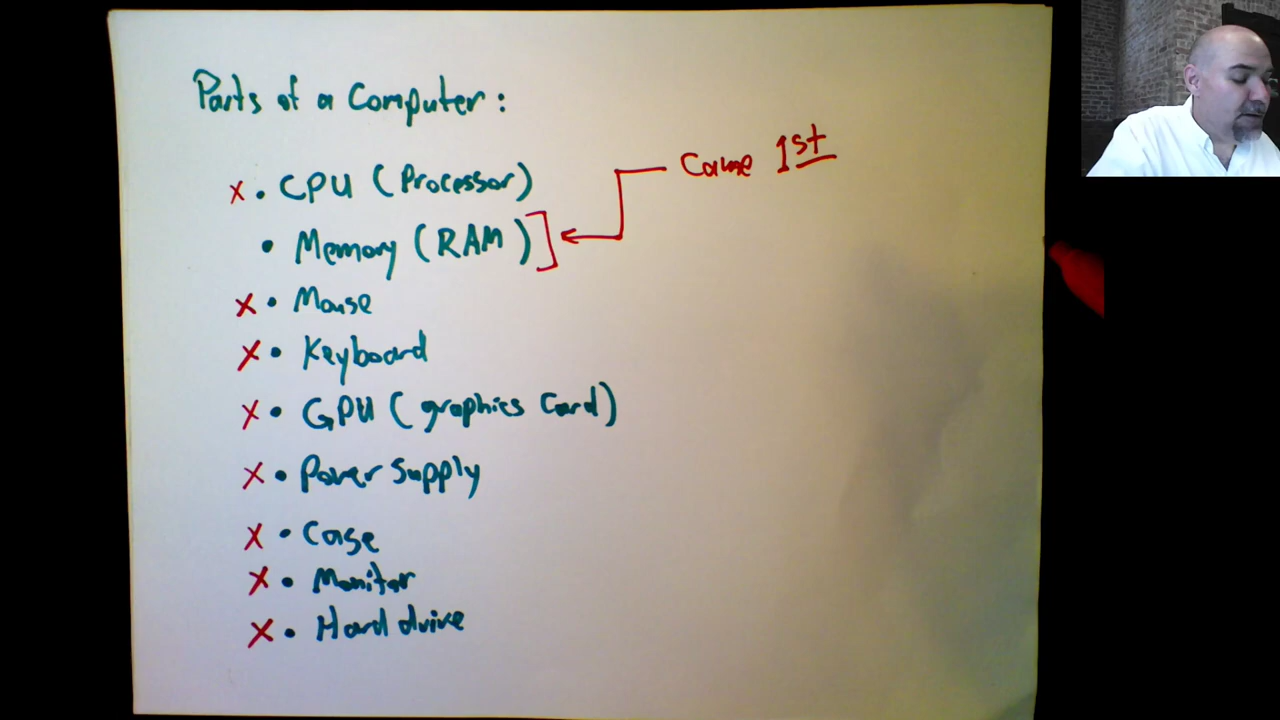 Parts of a Computer:
x • CPU (Processor)
Came 1st
• Memory (RAM)
x • Mouse
x • Keyboard
x • GPU (graphics Card)
x • Power Supply
x • Case
x • Monitor
x • Hard drive